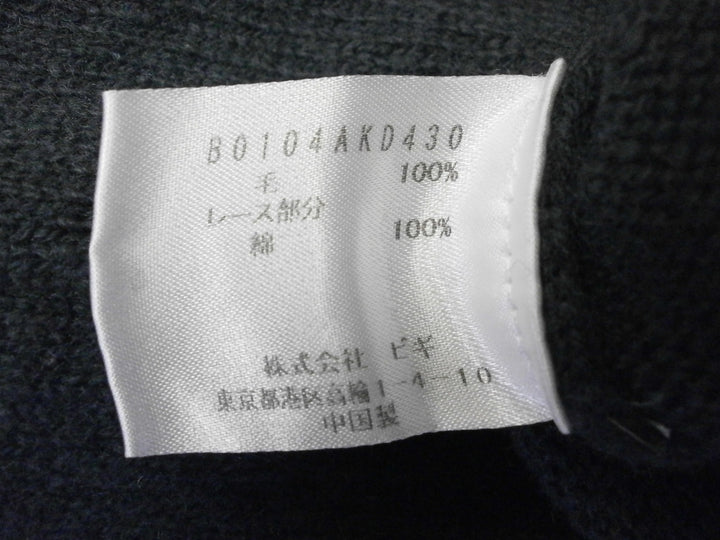 B0104AKD430
毛 100%
レース部分
綿 100%
株式会社 ビギ
東京都港区高輪1-4-10
中国製